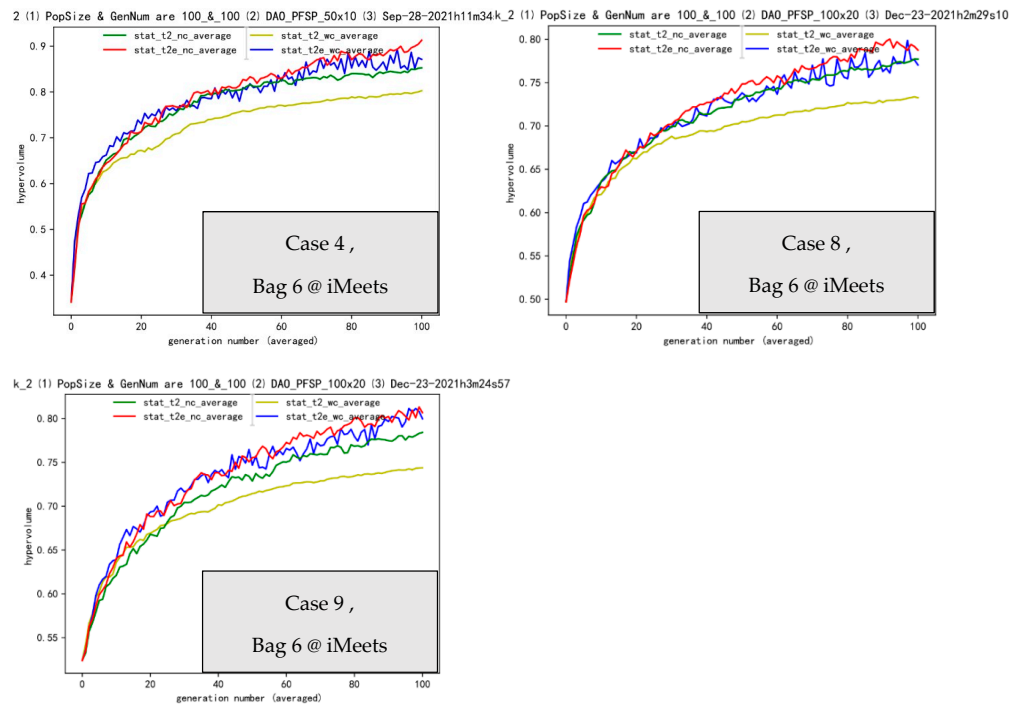 2 (1) PopSize & GenNum are 100_&_100 (2) DAO_PFSP_50x10 (3) Sep-28-2021h11m34
stat_t2_nc_average
stat_t2_wc_average
stat_t2e_nc_average
stat_t2e_wc_average
0.9
0.8
0.7
0.6
0.5
0.4
hypervolume
Case 4 ,
Bag 6 @ iMeets
0 20 40 60 80 100
generation number (averaged)
k_2 (1) PopSize & GenNum are 100_&_100 (2) DAO_PFSP_100x20 (3) Dec-23-2021h2m29s10
stat_t2_nc_average
stat_t2_wc_average
stat_t2e_nc_average
stat_t2e_wc_average
0.80
0.75
0.70
0.65
0.60
0.55
0.50
hypervolume
Case 8 ,
Bag 6 @ iMeets
0 20 40 60 80 100
generation number (averaged)
k_2 (1) PopSize & GenNum are 100_&_100 (2) DAO_PFSP_100x20 (3) Dec-23-2021h3m24s57
stat_t2_nc_average
stat_t2_wc_average
stat_t2e_nc_average
stat_t2e_wc_average
0.80
0.75
0.70
0.65
0.60
0.55
hypervolume
Case 9 ,
Bag 6 @ iMeets
0 20 40 60 80 100
generation number (averaged)